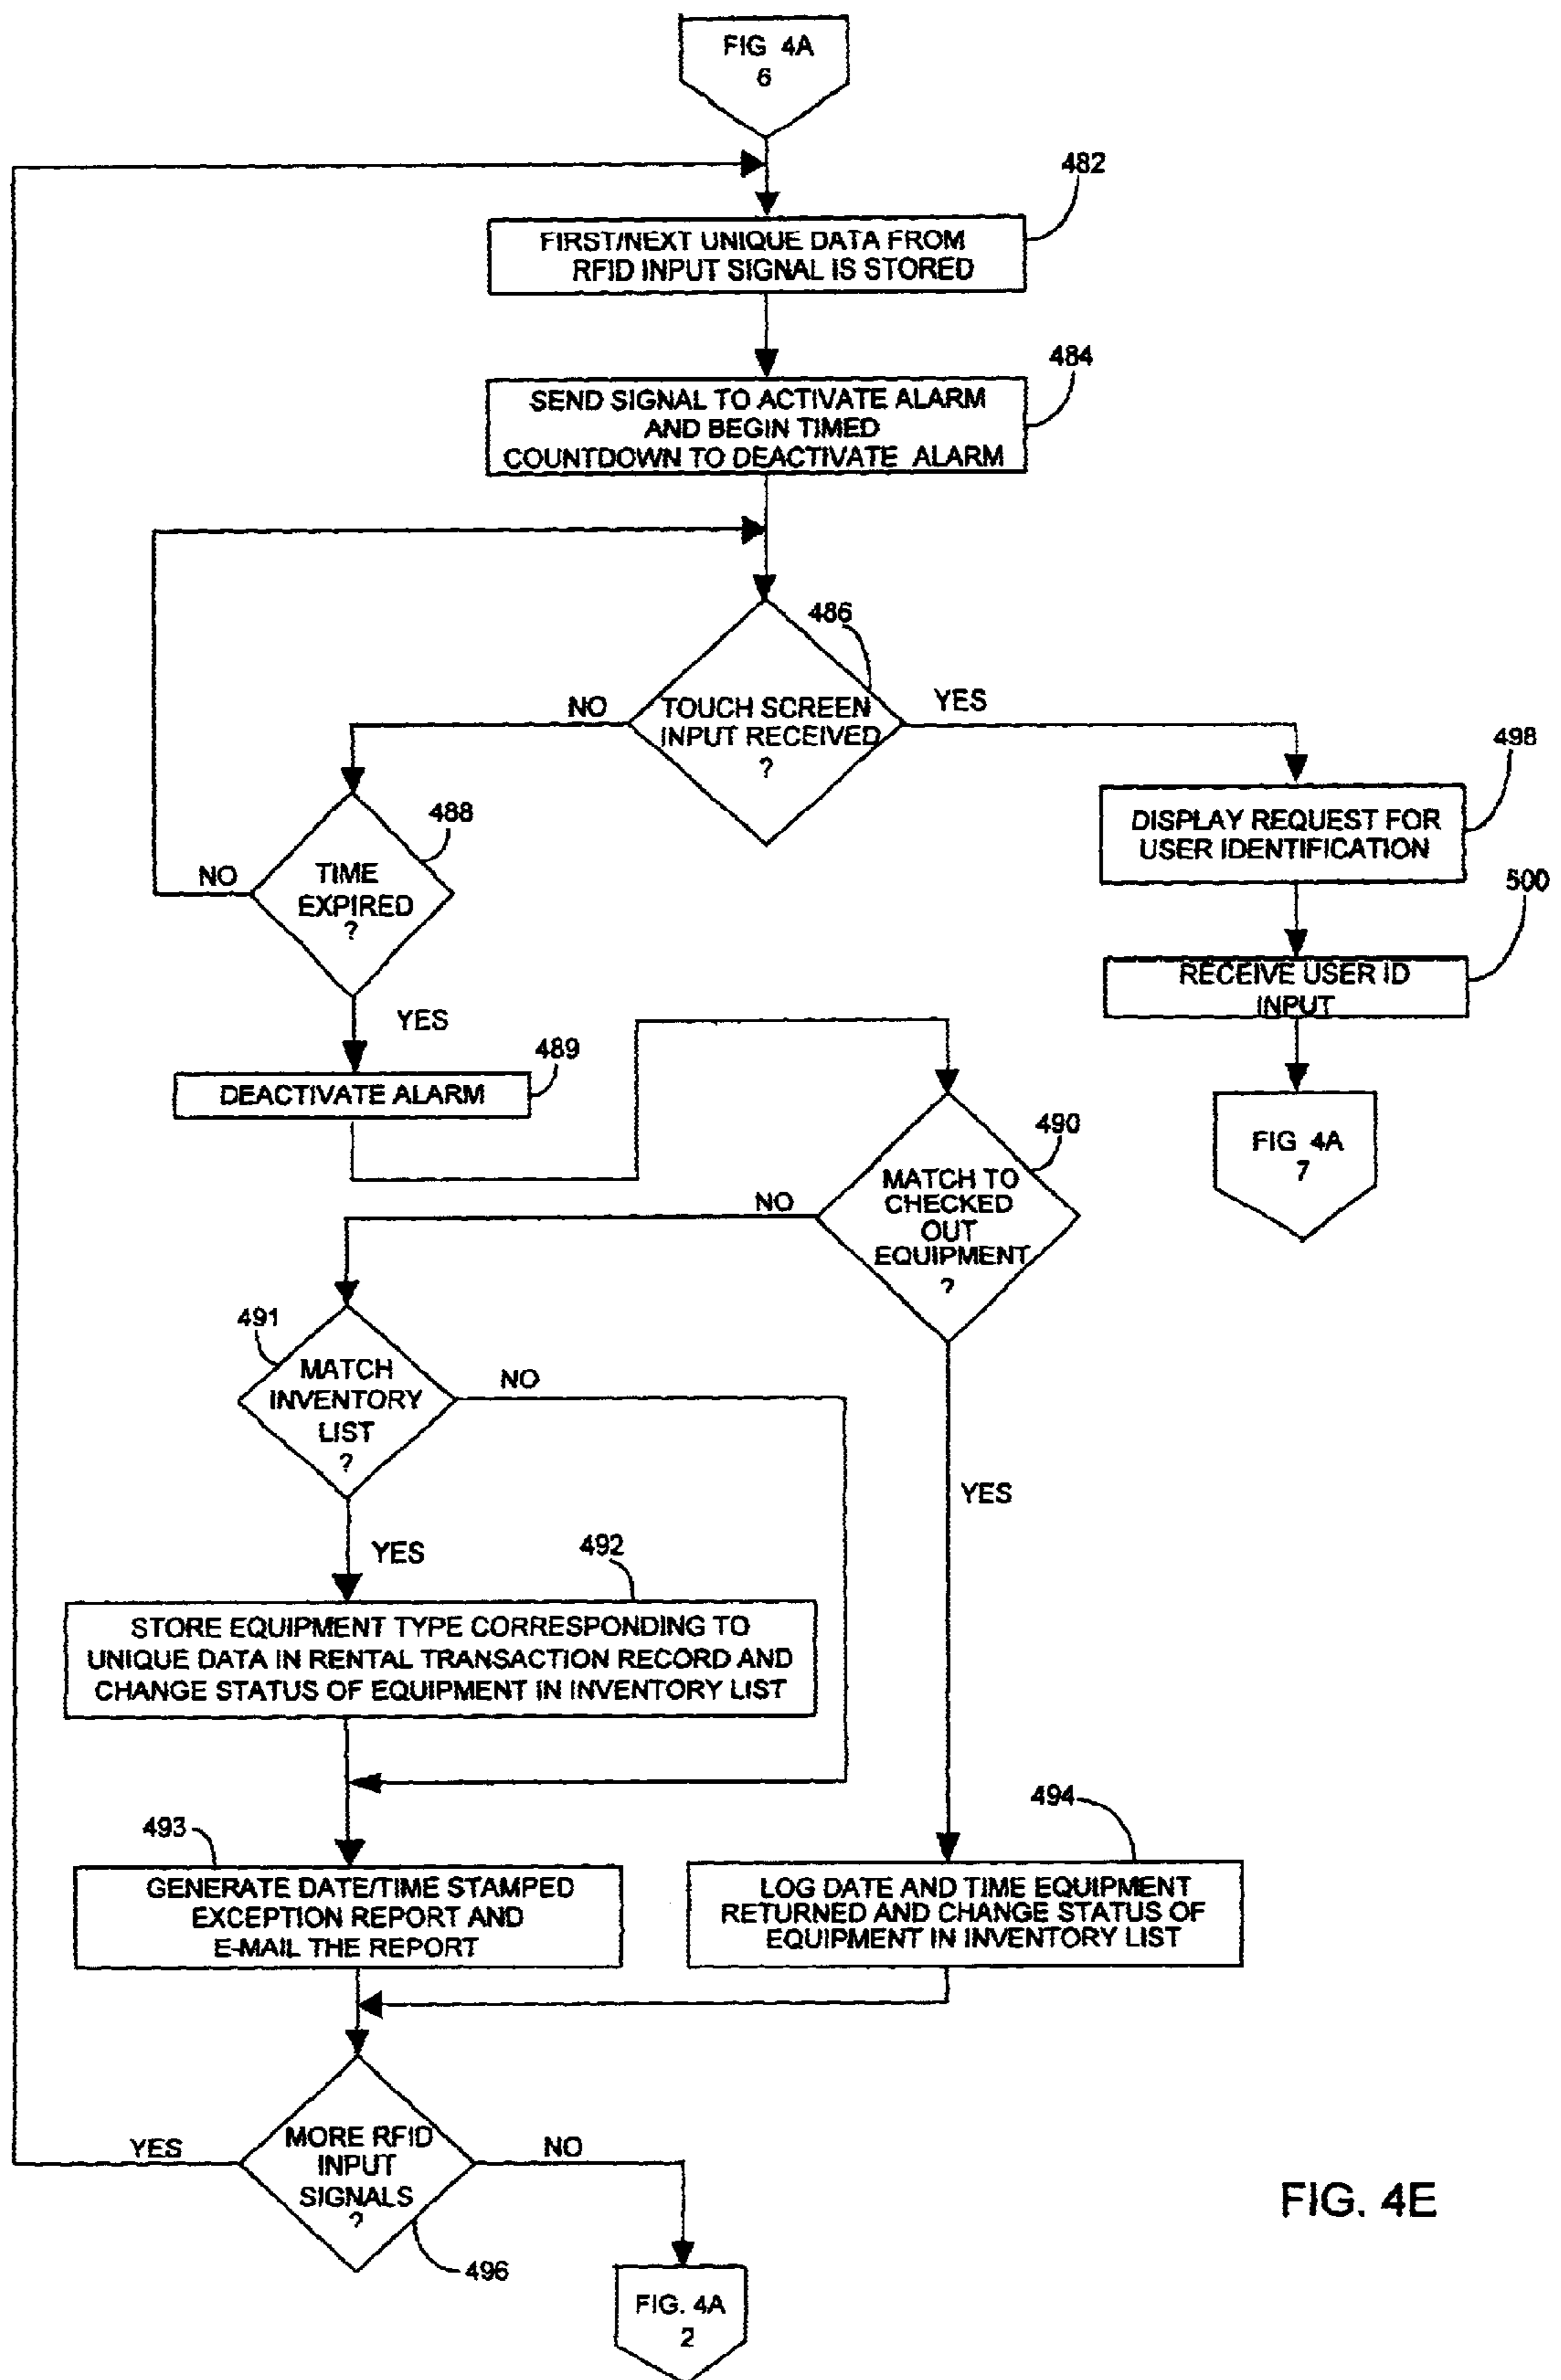 FIG 4A
6
482
FIRST/NEXT UNIQUE DATA FROM
RFID INPUT SIGNAL IS STORED
484
SEND SIGNAL TO ACTIVATE ALARM
AND BEGIN TIMED
COUNTDOWN TO DEACTIVATE ALARM
486
NO
TOUCH SCREEN
INPUT RECEIVED
?
YES
498
DISPLAY REQUEST FOR
USER IDENTIFICATION
488
NO
TIME
EXPIRED
?
YES
500
RECEIVE USER ID
INPUT
489
DEACTIVATE ALARM
FIG 4A
7
490
NO
MATCH TO
CHECKED
OUT
EQUIPMENT
?
YES
491
MATCH
INVENTORY
LIST
?
NO
YES
492
STORE EQUIPMENT TYPE CORRESPONDING TO
UNIQUE DATA IN RENTAL TRANSACTION RECORD AND
CHANGE STATUS OF EQUIPMENT IN INVENTORY LIST
493
GENERATE DATE/TIME STAMPED
EXCEPTION REPORT AND
E-MAIL THE REPORT
494
LOG DATE AND TIME EQUIPMENT
RETURNED AND CHANGE STATUS OF
EQUIPMENT IN INVENTORY LIST
YES
MORE RFID
INPUT
SIGNALS
?
NO
496
FIG. 4A
2
FIG. 4E